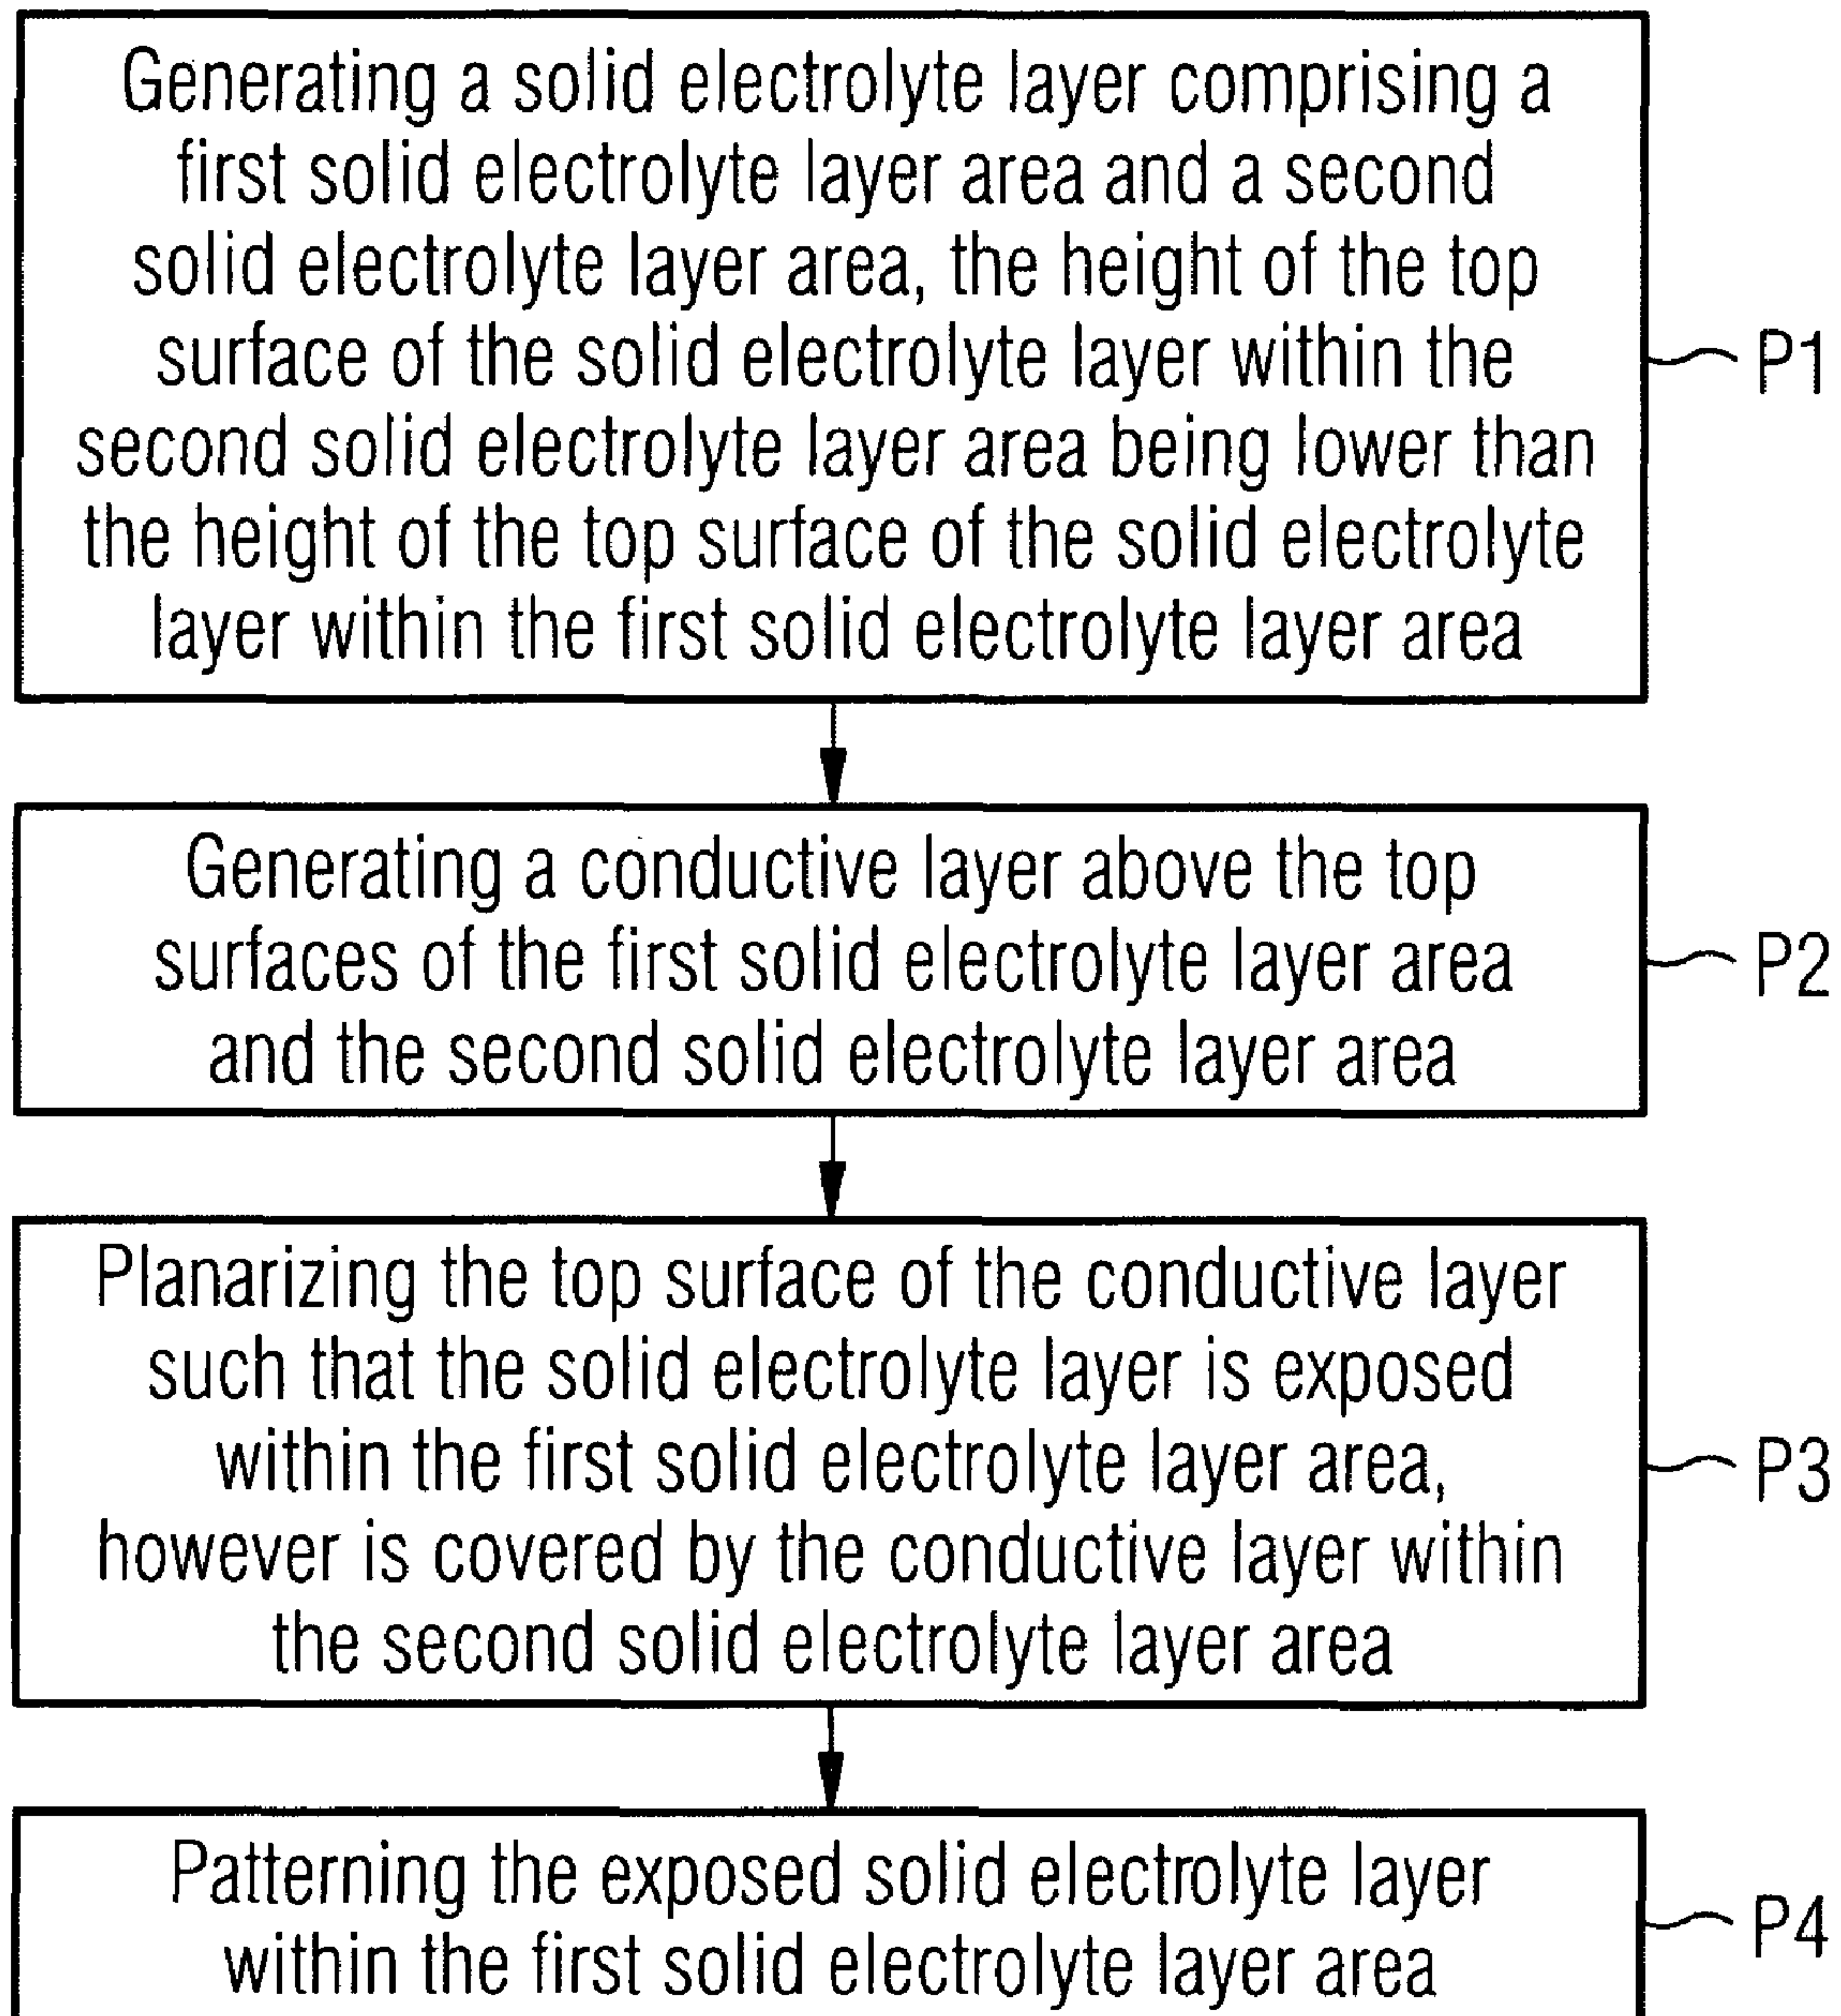 Generating a solid electrolyte layer comprising a
first solid electrolyte layer area and a second
solid electrolyte layer area, the height of the top
surface of the solid electrolyte layer within the
second solid electrolyte layer area being lower than
the height of the top surface of the solid electrolyte
layer within the first solid electrolyte layer area
P1
Generating a conductive layer above the top
surfaces of the first solid electrolyte layer area
and the second solid electrolyte layer area
P2
Planarizing the top surface of the conductive layer
such that the solid electrolyte layer is exposed
within the first solid electrolyte layer area,
however is covered by the conductive layer within
the second solid electrolyte layer area
P3
Patterning the exposed solid electrolyte layer
within the first solid electrolyte layer area
P4